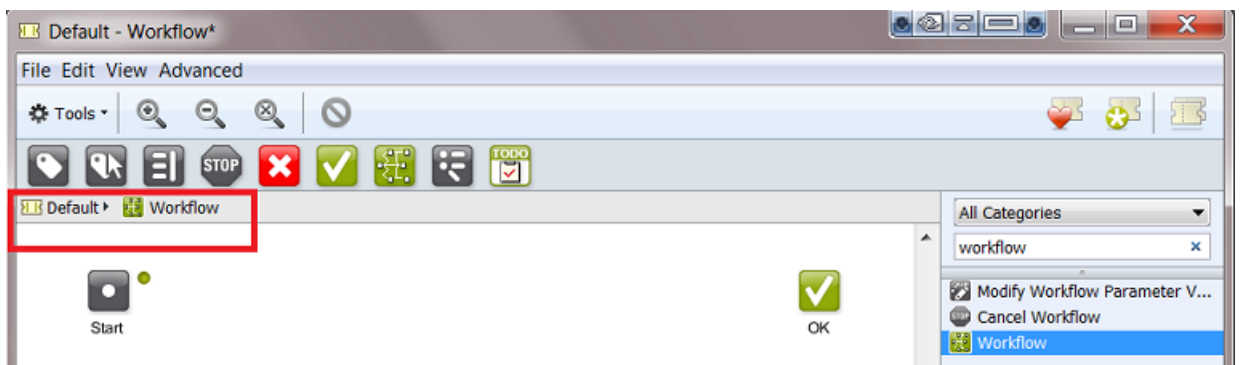 Default - Workflow*
File Edit View Advanced
Tools
STOP
TODO
Default Workflow
All Categories
workflow
Modify Workflow Parameter V...
Cancel Workflow
Workflow
Start
OK